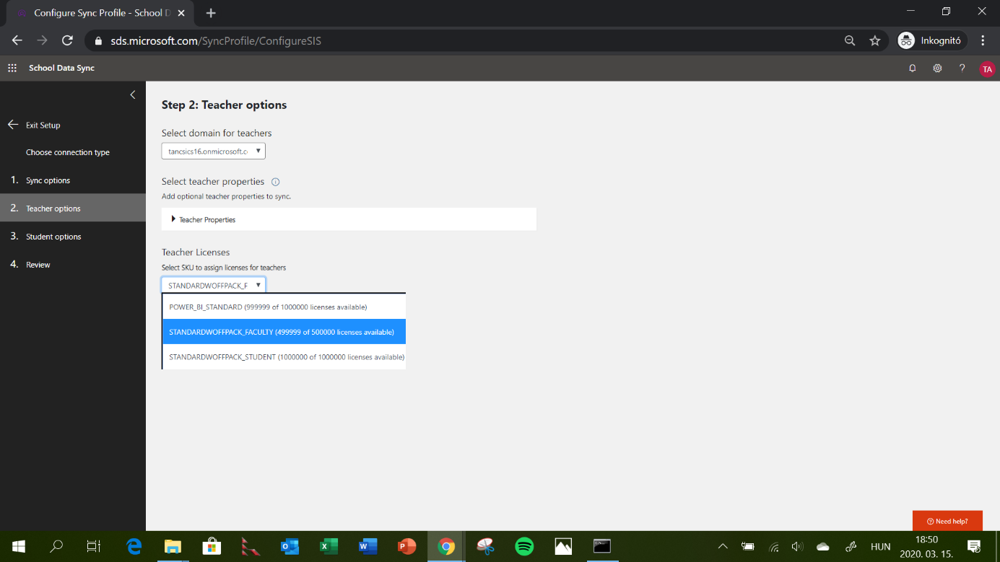 Configure Sync Profile - School D
sds.microsoft.com/SyncProfile/ConfigureSIS
Inkognitó
School Data Sync
TA
Exit Setup
Choose connection type
1. Sync options
2. Teacher options
3. Student options
4. Review
Step 2: Teacher options
Select domain for teachers
tancsics16.onmicrosoft.c
Select teacher properties
Add optional teacher properties to sync.
Teacher Properties
Teacher Licenses
Select SKU to assign licenses for teachers
STANDARDWOFFPACK_F
POWER_BI_STANDARD (999999 of 1000000 licenses available)
STANDARDWOFFPACK_FACULTY (499999 of 500000 licenses available)
STANDARDWOFFPACK_STUDENT (1000000 of 1000000 licenses available)
Need help?
HUN
18:50
2020. 03. 15.